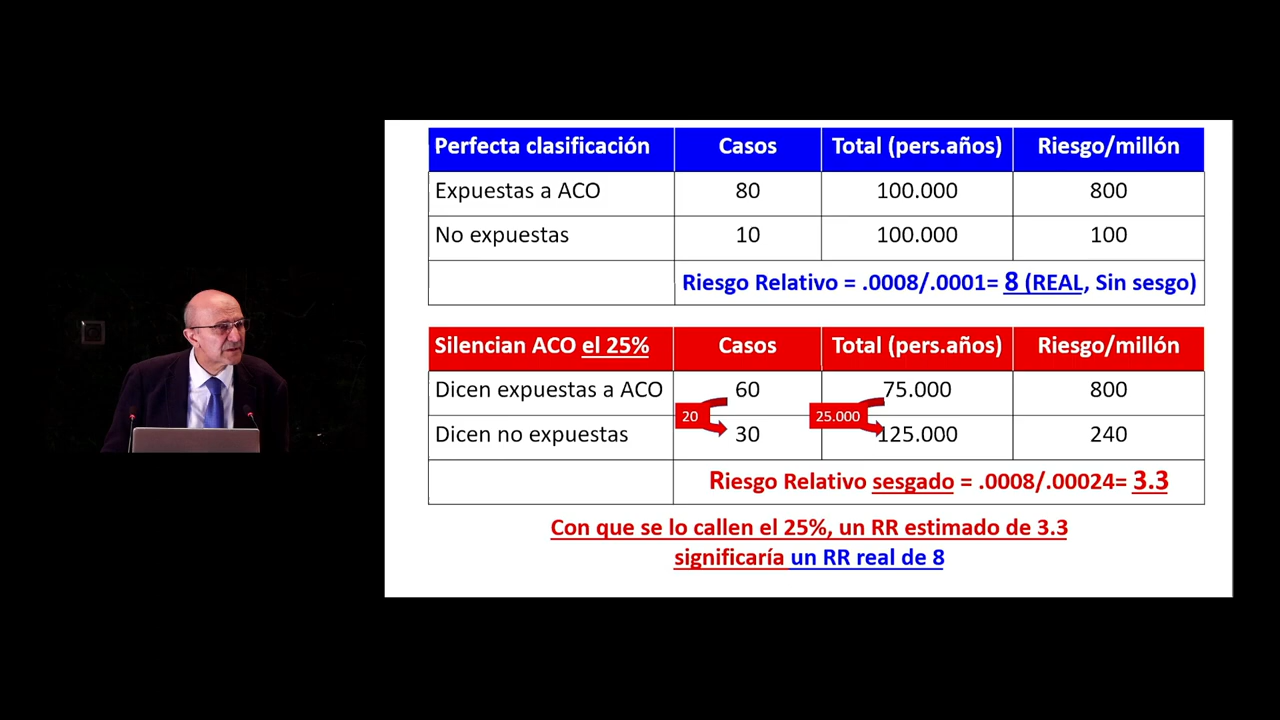 Perfecta clasificación Casos Total (pers.años) Riesgo/millón
Expuestas a ACO 80 100.000 800
No expuestas 10 100.000 100
Riesgo Relativo = .0008/.0001= 8 (REAL, Sin sesgo)
Silencian ACO el 25% Casos Total (pers.años) Riesgo/millón
Dicen expuestas a ACO 60 75.000 800
20 25.000
Dicen no expuestas 30 125.000 240
Riesgo Relativo sesgado = .0008/.00024= 3.3
Con que se lo callen el 25%, un RR estimado de 3.3
significaría un RR real de 8